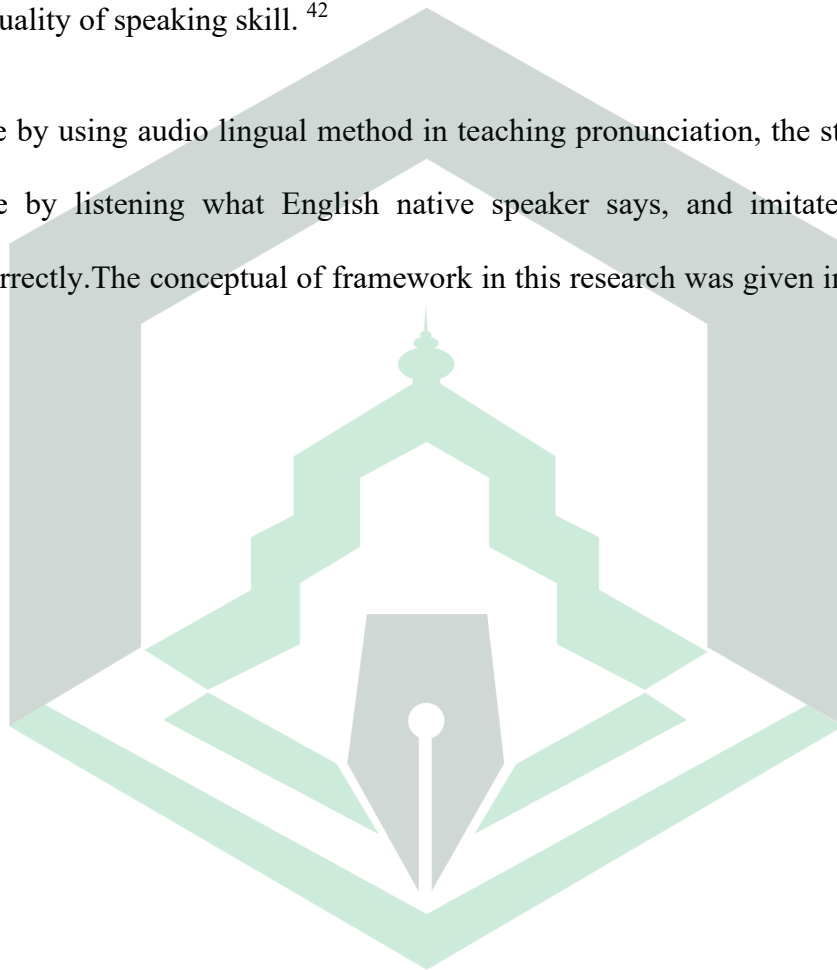 uality of speaking skill. 42
e by using audio lingual method in teaching pronunciation, the st
e by listening what English native speaker says, and imitate
rrectly.The conceptual of framework in this research was given in